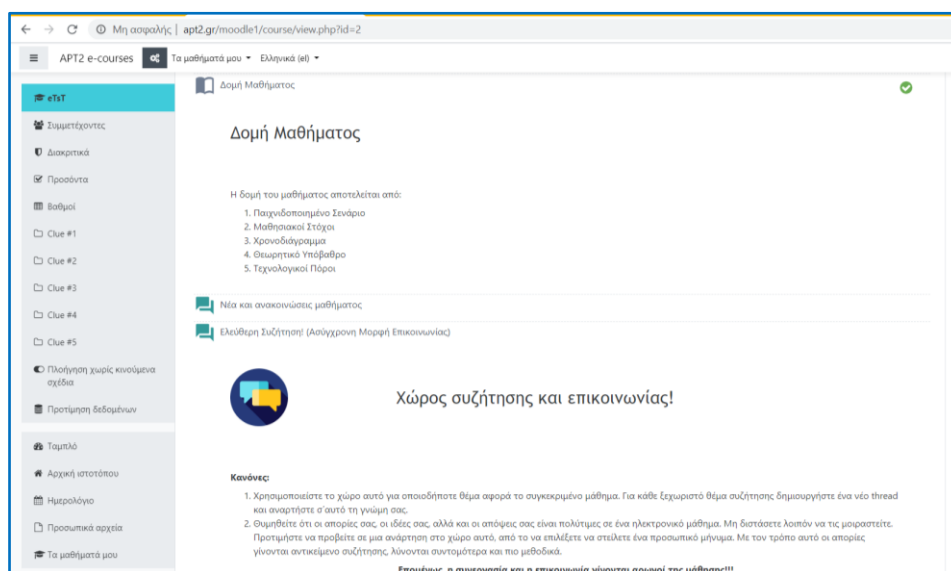 Μη ασφαλής | apt2.gr/moodle1/course/view.php?id=2
APT2 e-courses Τα μαθήματά μου Ελληνικά (el)
eTsT
Συμμετέχοντες
Διακριτικά
Προσόντα
Βαθμοί
Clue #1
Clue #2
Clue #3
Clue #4
Clue #5
Πλοήγηση χωρίς κινούμενα
σχέδια
Προτίμηση δεδομένων
Ταμπλό
Αρχική ιστοτόπου
Ημερολόγιο
Προσωπικά αρχεία
Τα μαθήματά μου
Δομή Μαθήματος
Δομή Μαθήματος
Η δομή του μαθήματος αποτελείται από:
1. Παιχνιδοποιημένο Σενάριο
2. Μαθησιακοί Στόχοι
3. Χρονοδιάγραμμα
4. Θεωρητικό Υπόβαθρο
5. Τεχνολογικοί Πόροι
Νέα και ανακοινώσεις μαθήματος
Ελεύθερη Συζήτηση! (Ασύγχρονη Μορφή Επικοινωνίας)
Χώρος συζήτησης και επικοινωνίας!
Κανόνες:
1. Χρησιμοποιείστε το χώρο αυτό για οποιοδήποτε θέμα αφορά το συγκεκριμένο μάθημα. Για κάθε ξεχωριστό θέμα συζήτησης δημιουργήστε ένα νέο thread
και αναρτήστε σ'αυτό τη γνώμη σας.
2. Θυμηθείτε ότι οι απορίες σας, οι ιδέες σας, αλλά και οι απόψεις σας είναι πολύτιμες σε ένα ηλεκτρονικό μάθημα. Μη διστάσετε λοιπόν να τις μοιραστείτε.
Προτιμήστε να προβείτε σε μια ανάρτηση στο χώρο αυτό, από το να επιλέξετε να στείλετε ένα προσωπικό μήνυμα. Με τον τρόπο αυτό οι απορίες
γίνονται αντικείμενο συζήτησης, λύνονται συντομότερα και πιο μεθοδικά.
Επομένως, η συνεργασία και η επικοινωνία γίνονται αρωγοί της μάθησης!!!